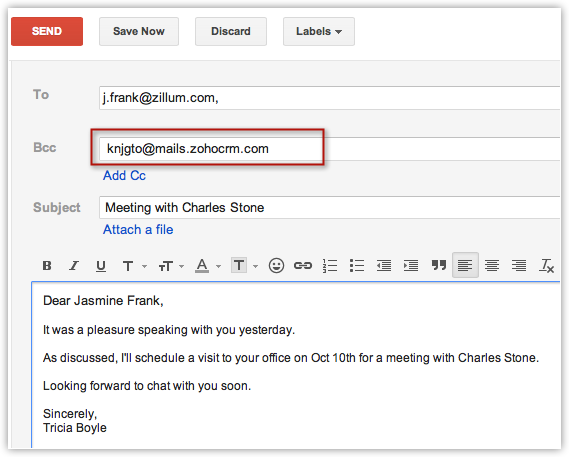 SEND Save Now Discard Labels
To j.frank@zillum.com,
Bcc knjgto@mails.zohocrm.com
Add Cc
Subject Meeting with Charles Stone
Attach a file
B I U T TT A T
Dear Jasmine Frank,
It was a pleasure speaking with you yesterday.
As discussed, I'll schedule a visit to your office on Oct 10th for a meeting with Charles Stone.
Looking forward to chat with you soon.
Sincerely,
Tricia Boyle